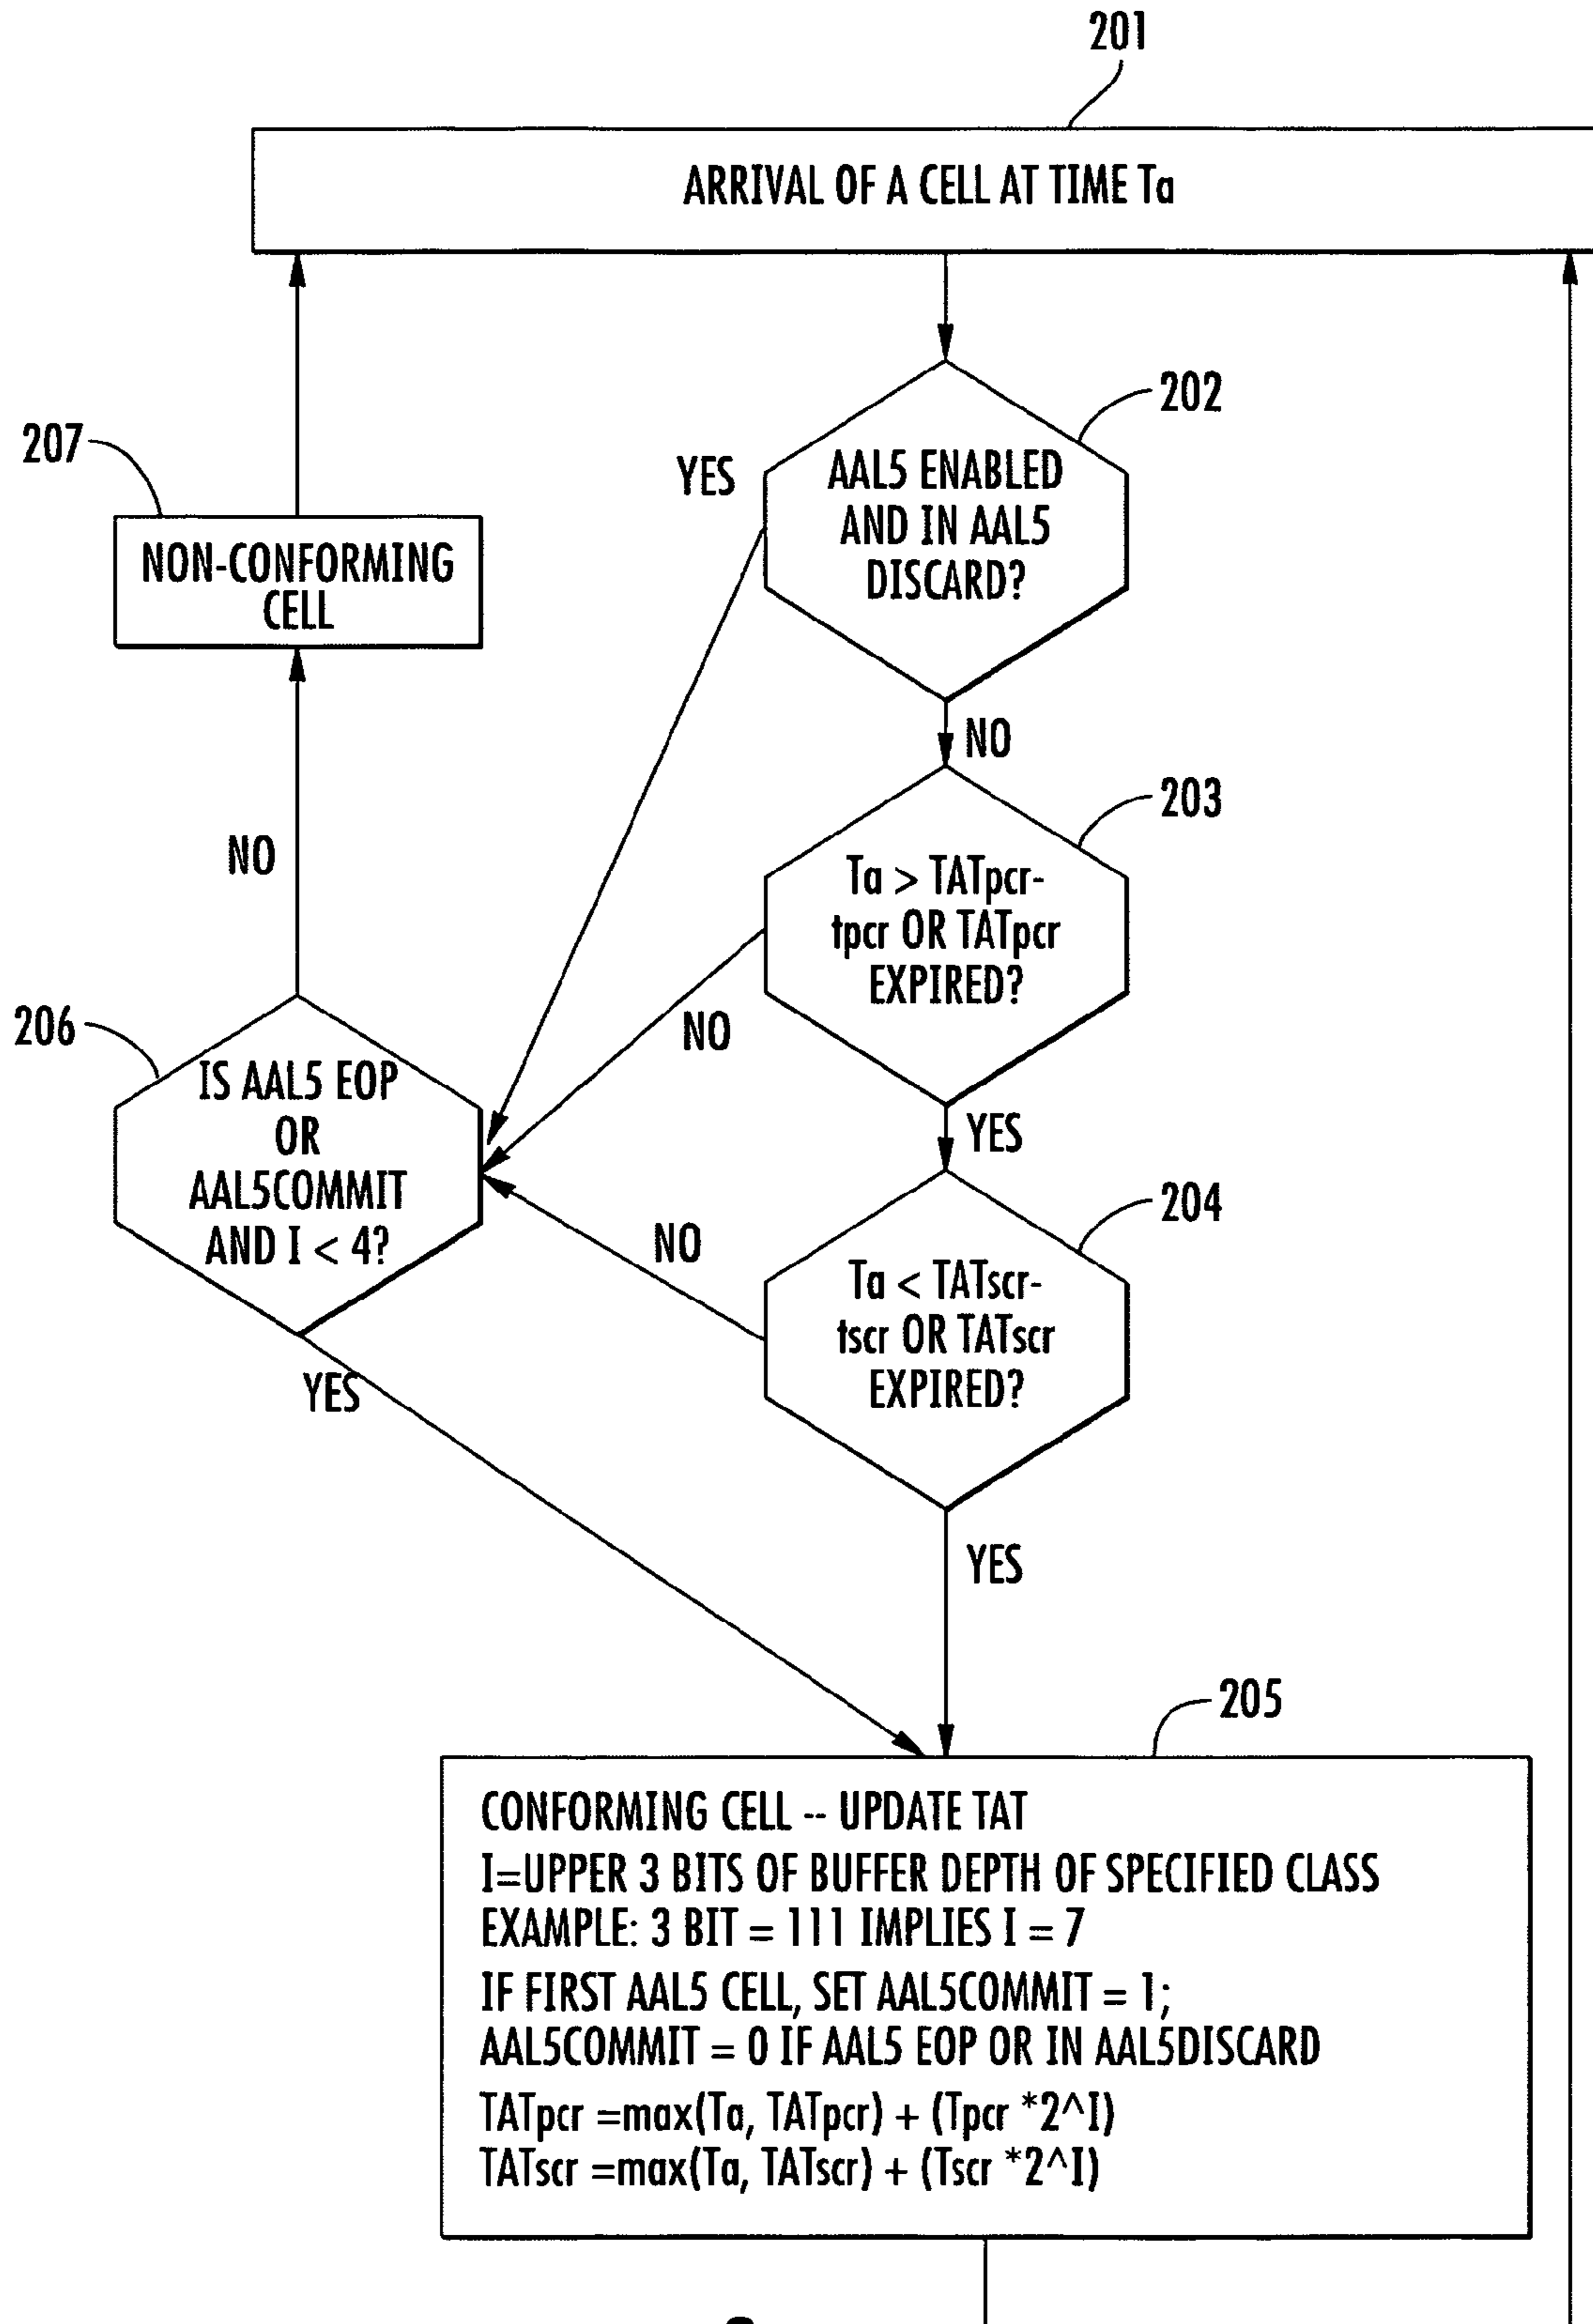 201
ARRIVAL OF A CELL AT TIME Ta
202
YES
AAL5 ENABLED
AND IN AAL5
DISCARD?
207
NON-CONFORMING
CELL
NO
203
Ta > TATpcr-
tpcr OR TATpcr
EXPIRED?
NO
NO
206
IS AAL5 EOP
OR
AAL5COMMIT
AND I < 4?
YES
204
NO
Ta < TATscr-
tscr OR TATscr
EXPIRED?
YES
YES
205
CONFORMING CELL -- UPDATE TAT
I=UPPER 3 BITS OF BUFFER DEPTH OF SPECIFIED CLASS
EXAMPLE: 3 BIT = 111 IMPLIES I = 7
IF FIRST AAL5 CELL, SET AAL5COMMIT = 1;
AAL5COMMIT = 0 IF AAL5 EOP OR IN AAL5DISCARD
TATpcr =max(Ta, TATpcr) + (Tpcr *2^I)
TATscr =max(Ta, TATscr) + (Tscr *2^I)